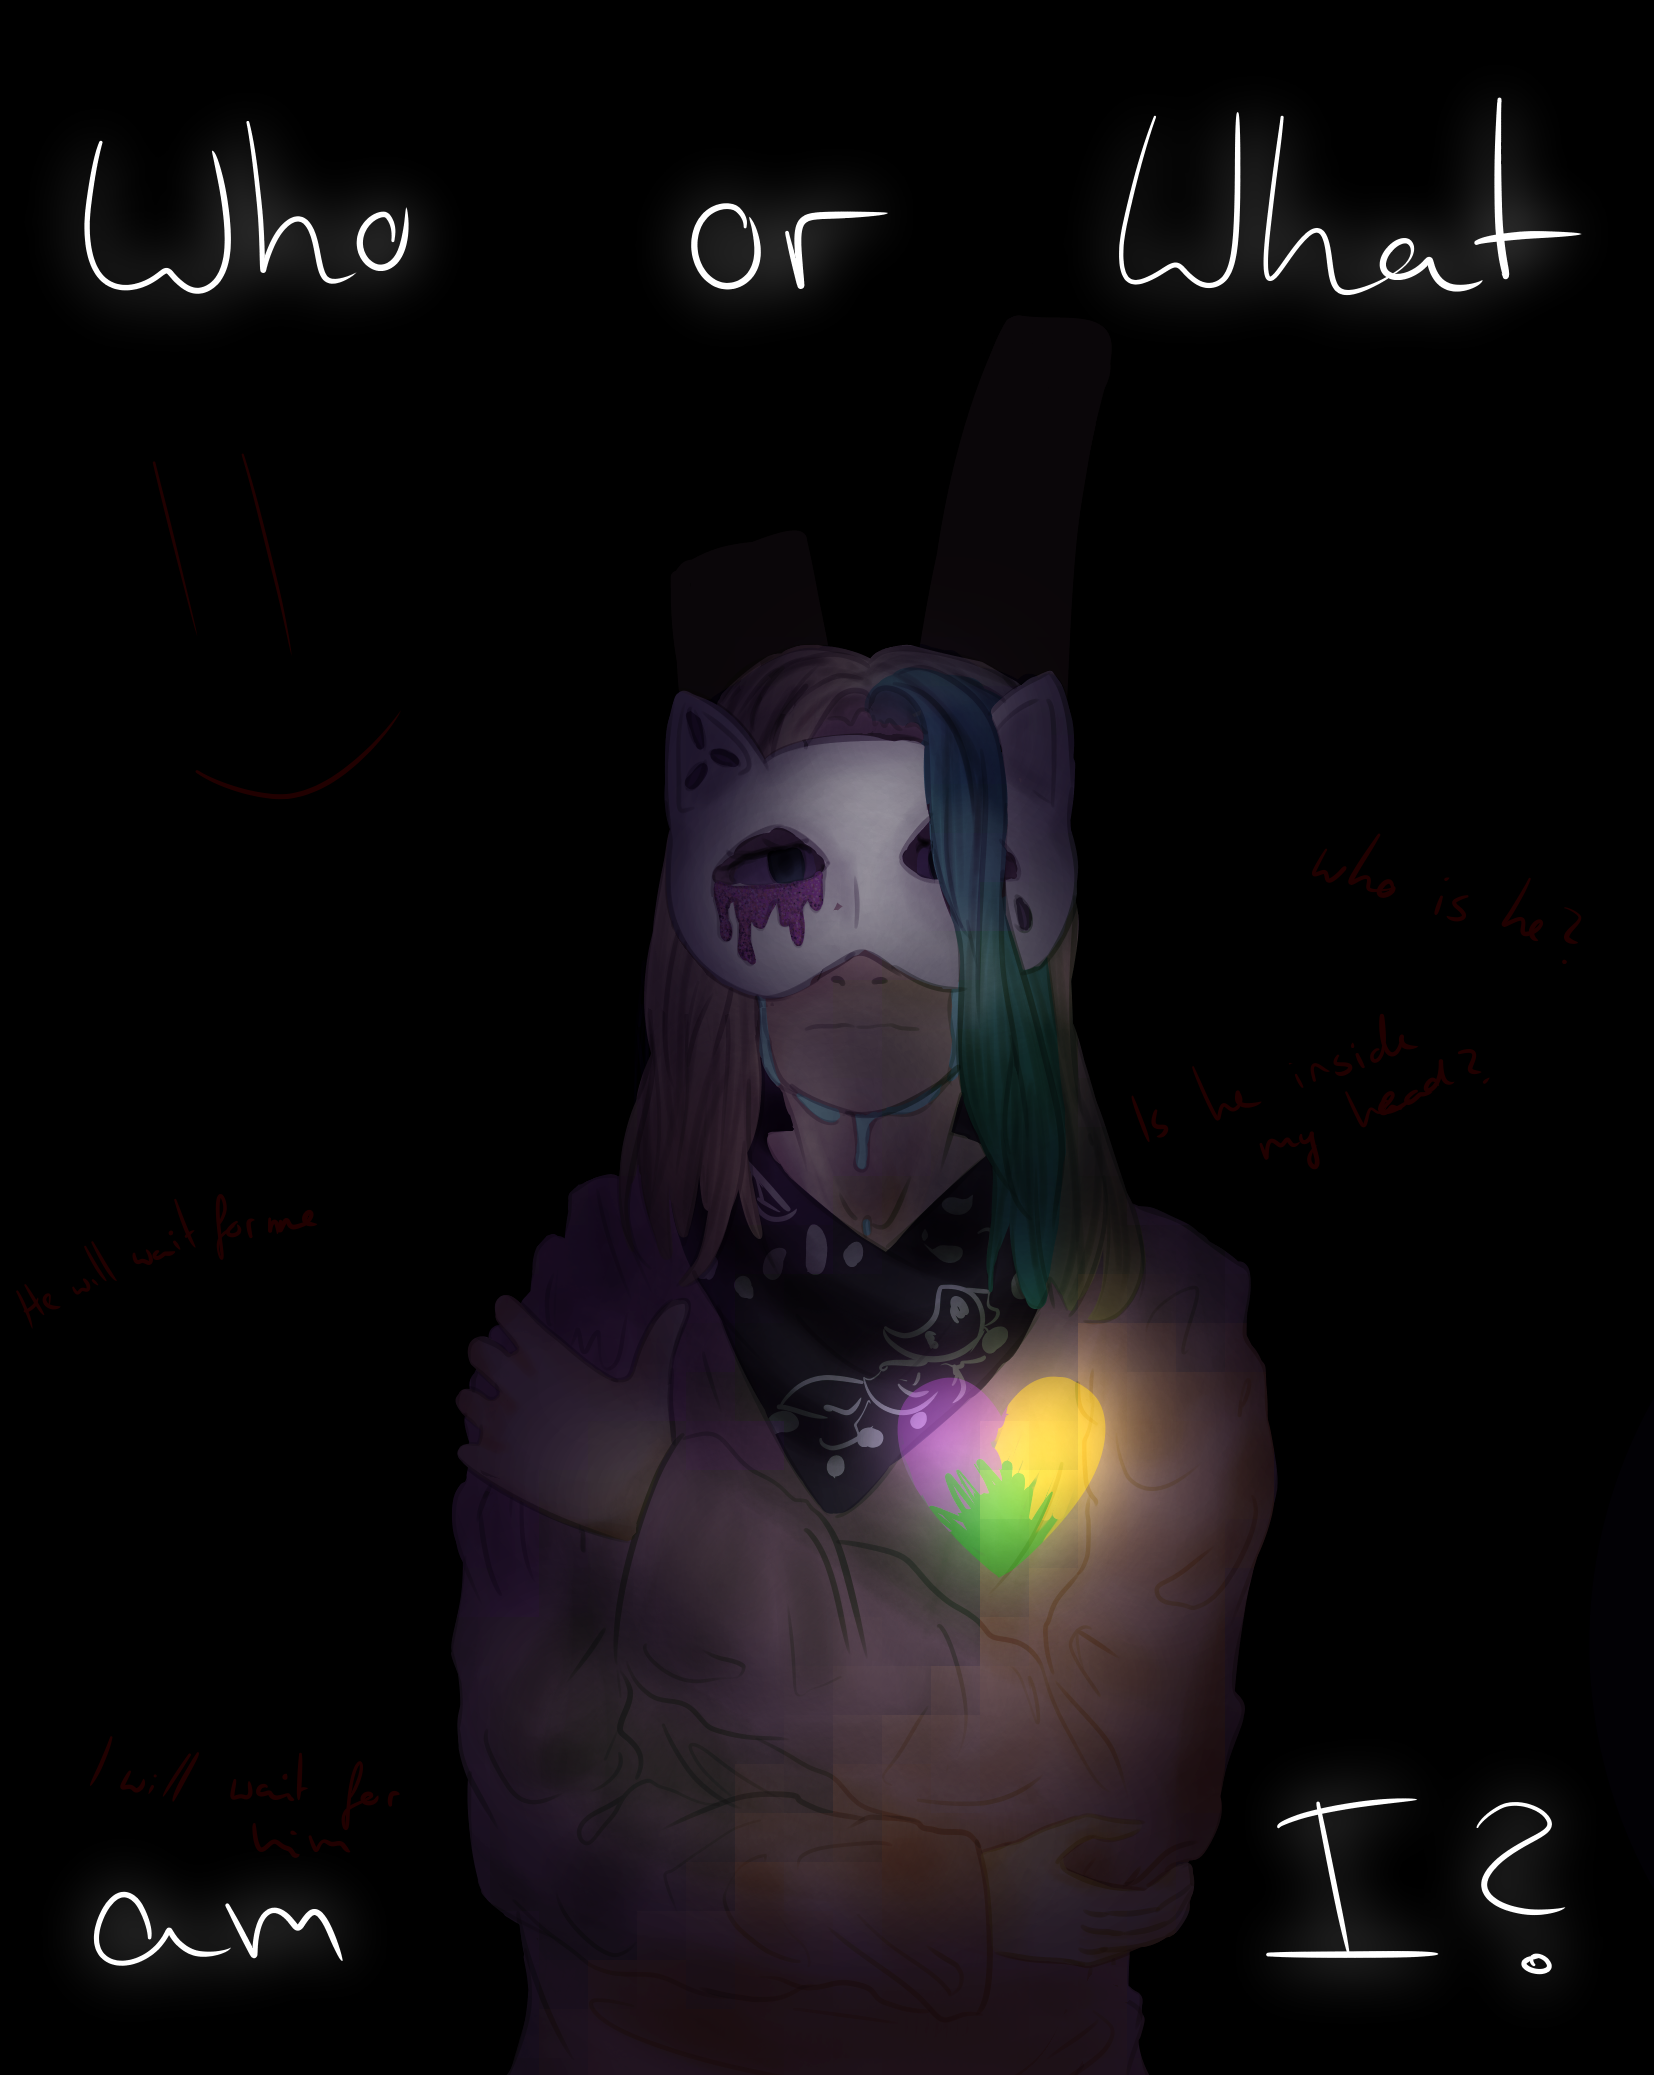 Who or What
who is he?
Is he inside
my head?
He will wait for me
I will wait for
him
am I?